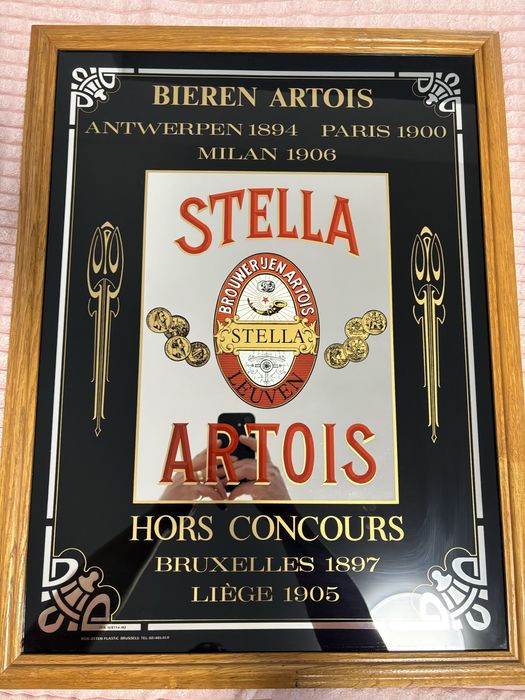 BIEREN ARTOIS
ANTWERPEN 1894 PARIS 1900
MILAN 1906
STELLA
BROUWERIJEN ARTOIS
STELLA
LEUVEN
ARTOIS
HORS CONCOURS
BRUXELLES 1897
LIÈGE 1905